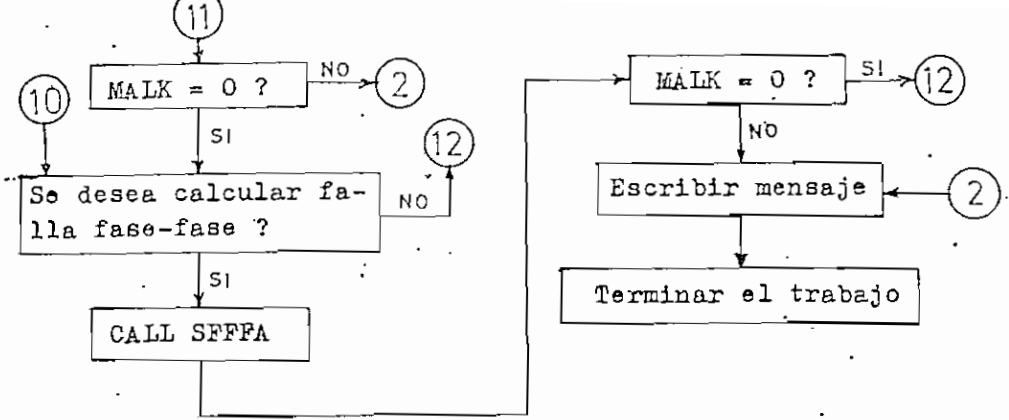 11
MALK = 0 ?
NO
2
10
SI
12
Se desea calcular fa-
lla fase-fase ?
NO
SI
CALL SFFFA
MALK = 0 ?
SI
12
NO
Escribir mensaje
2
Terminar el trabajo